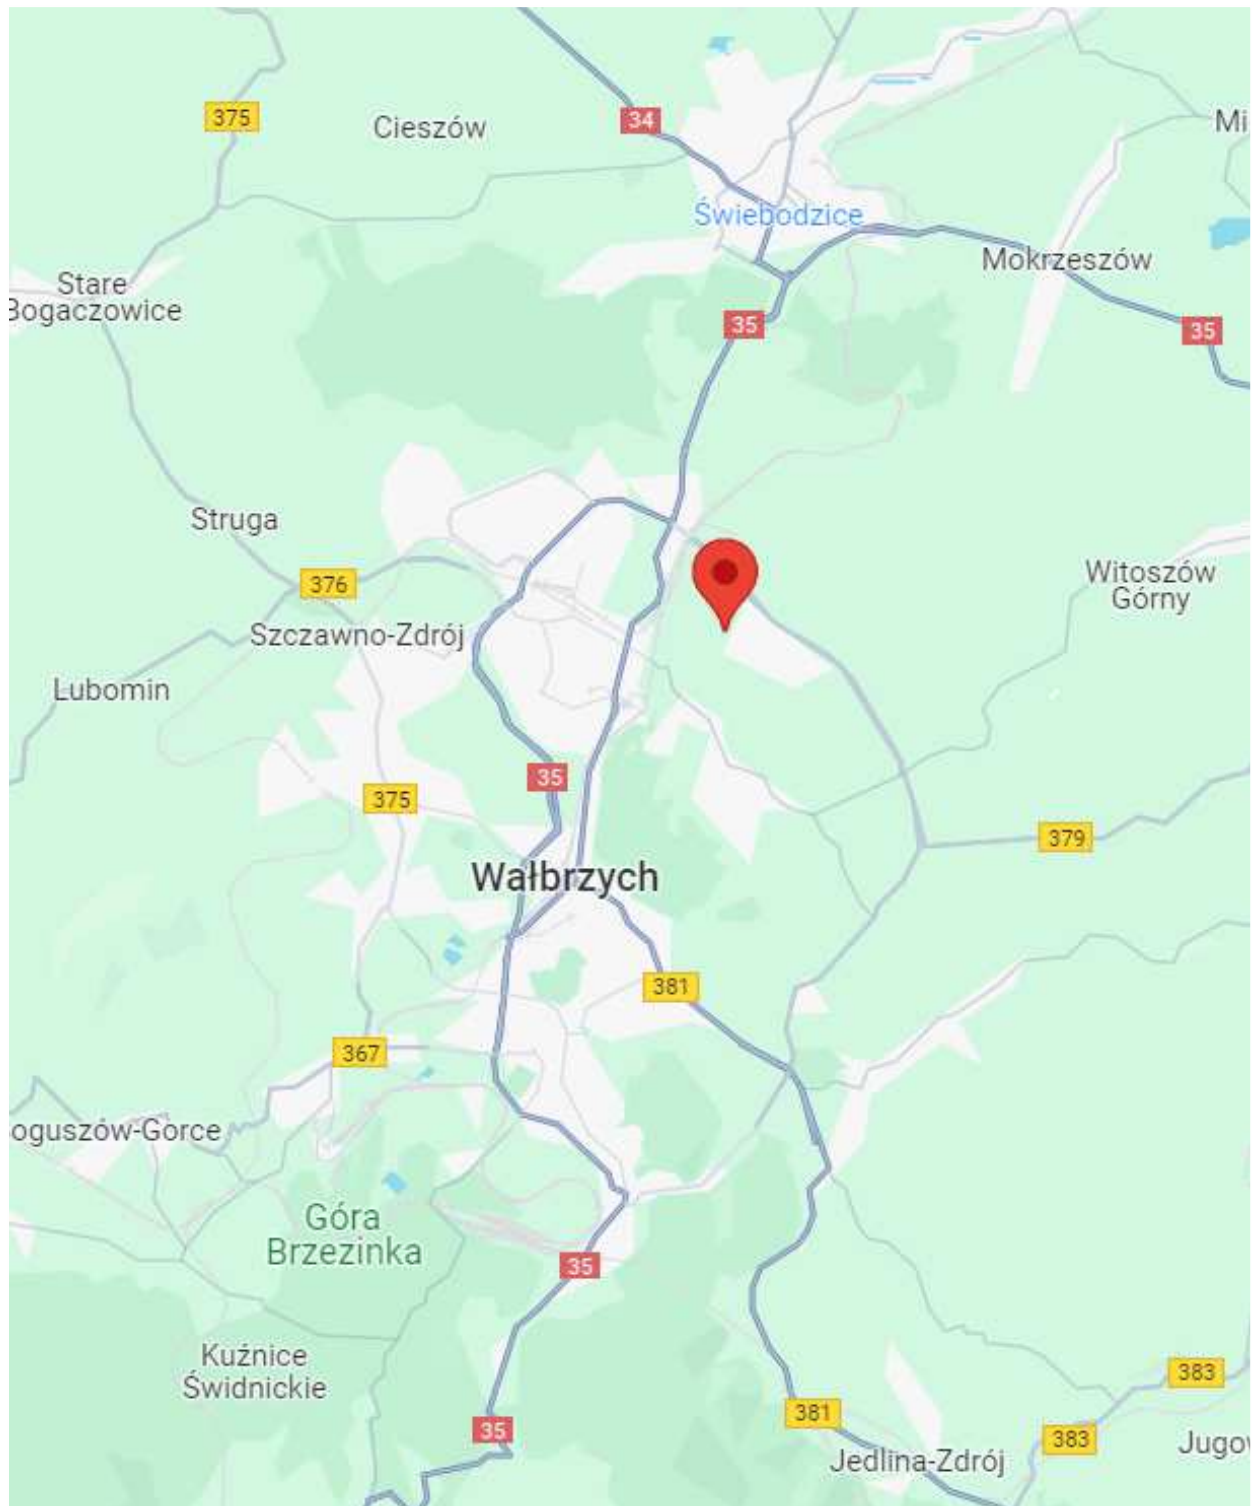 375
Cieszów
34
Mi
Świebodzice
Mokrzeszów
Stare
Bogaczowice
35
35
Struga
376
Witoszów
Górny
Szczawno-Zdrój
Lubomin
35
375
379
Wałbrzych
381
367
oguszów-Gorce
Góra
Brzezinka
35
Kuźnice
Świdnickie
383
381
35
383
Jugow
Jedlina-Zdrój